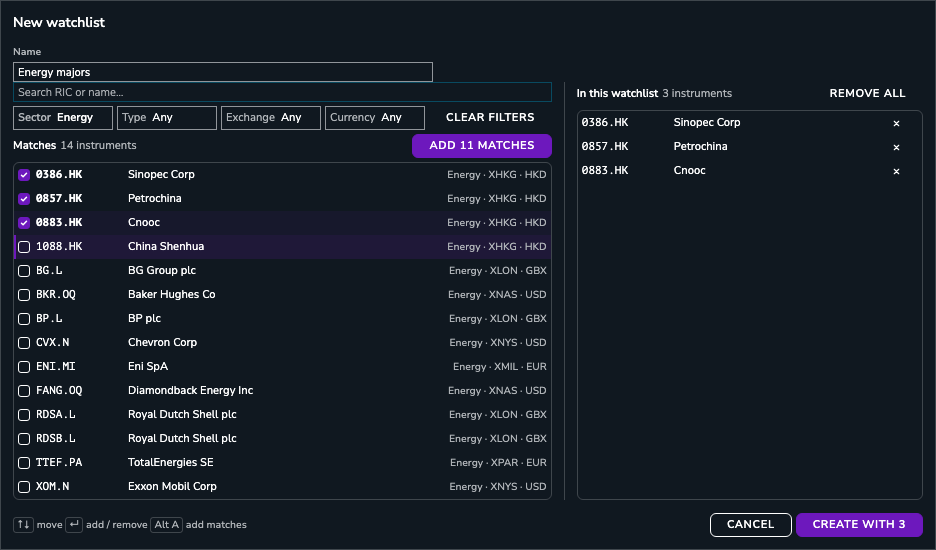 New watchlist
Name
Energy majors
Search RIC or name...
Sector Energy Type Any Exchange Any Currency Any CLEAR FILTERS
Matches 14 instruments ADD 11 MATCHES
0386.HK Sinopec Corp Energy · XHKG · HKD
0857.HK Petrochina Energy · XHKG · HKD
0883.HK Cnooc Energy · XHKG · HKD
1088.HK China Shenhua Energy · XHKG · HKD
BG.L BG Group plc Energy · XLON · GBX
BKR.OQ Baker Hughes Co Energy · XNAS · USD
BP.L BP plc Energy · XLON · GBX
CVX.N Chevron Corp Energy · XNYS · USD
ENI.MI Eni SpA Energy · XMIL · EUR
FANG.OQ Diamondback Energy Inc Energy · XNAS · USD
RDSA.L Royal Dutch Shell plc Energy · XLON · GBX
RDSB.L Royal Dutch Shell plc Energy · XLON · GBX
TTEF.PA TotalEnergies SE Energy · XPAR · EUR
XOM.N Exxon Mobil Corp Energy · XNYS · USD
In this watchlist 3 instruments REMOVE ALL
0386.HK Sinopec Corp ×
0857.HK Petrochina ×
0883.HK Cnooc ×
↑↓ move ↵ add / remove Alt A add matches
CANCEL CREATE WITH 3